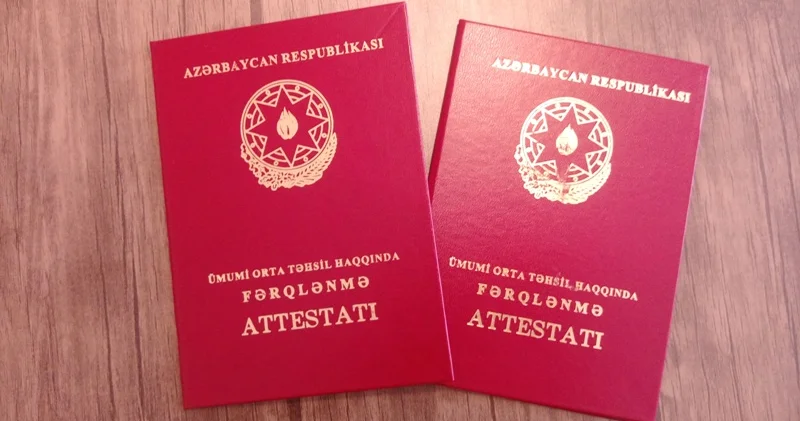 AZƏRBAYCAN RESPUBLİKASI
ÜMUMİ ORTA TƏHSİL HAQQINDA
FƏRQLƏNMƏ
ATTESTATI
AZƏRBAYCAN RESPUBLİKASI
ÜMUMİ ORTA TƏHSİL HAQQINDA
FƏRQLƏNMƏ
ATTESTATI